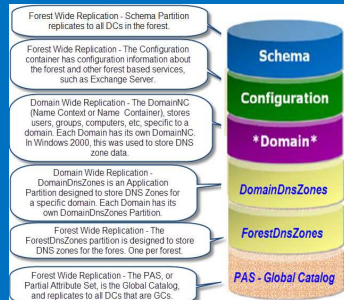 Forest Wide Replication - Schema Partition
replicates to all DCs in the forest.
Schema
Forest Wide Replication - The Configuration
container has configuration information about
the forest and other forest based services,
such as Exchange Server.
Configuration
Domain Wide Replication - The DomainNC
(Name Context or Name Container), stores
users, groups, computers, etc, specific to a
domain. Each Domain has its own DomainNC.
In Windows 2000, this was used to store DNS
zone data.
*Domain*
Domain Wide Replication -
DomainDnsZones is an Application
Partition designed to store DNS Zones for
a specific domain. Each Domain has its
own DomainDnsZones Partition.
DomainDnsZones
Forest Wide Replication - The
ForestDnsZones partition is designed to store
DNS zones for the fores. One per forest.
ForestDnsZones
Forest Wide Replication - The PAS, or
Partial Attribute Set, is the Global Catalog,
and replicates to all DCs that are GCs.
PAS - Global Catalog